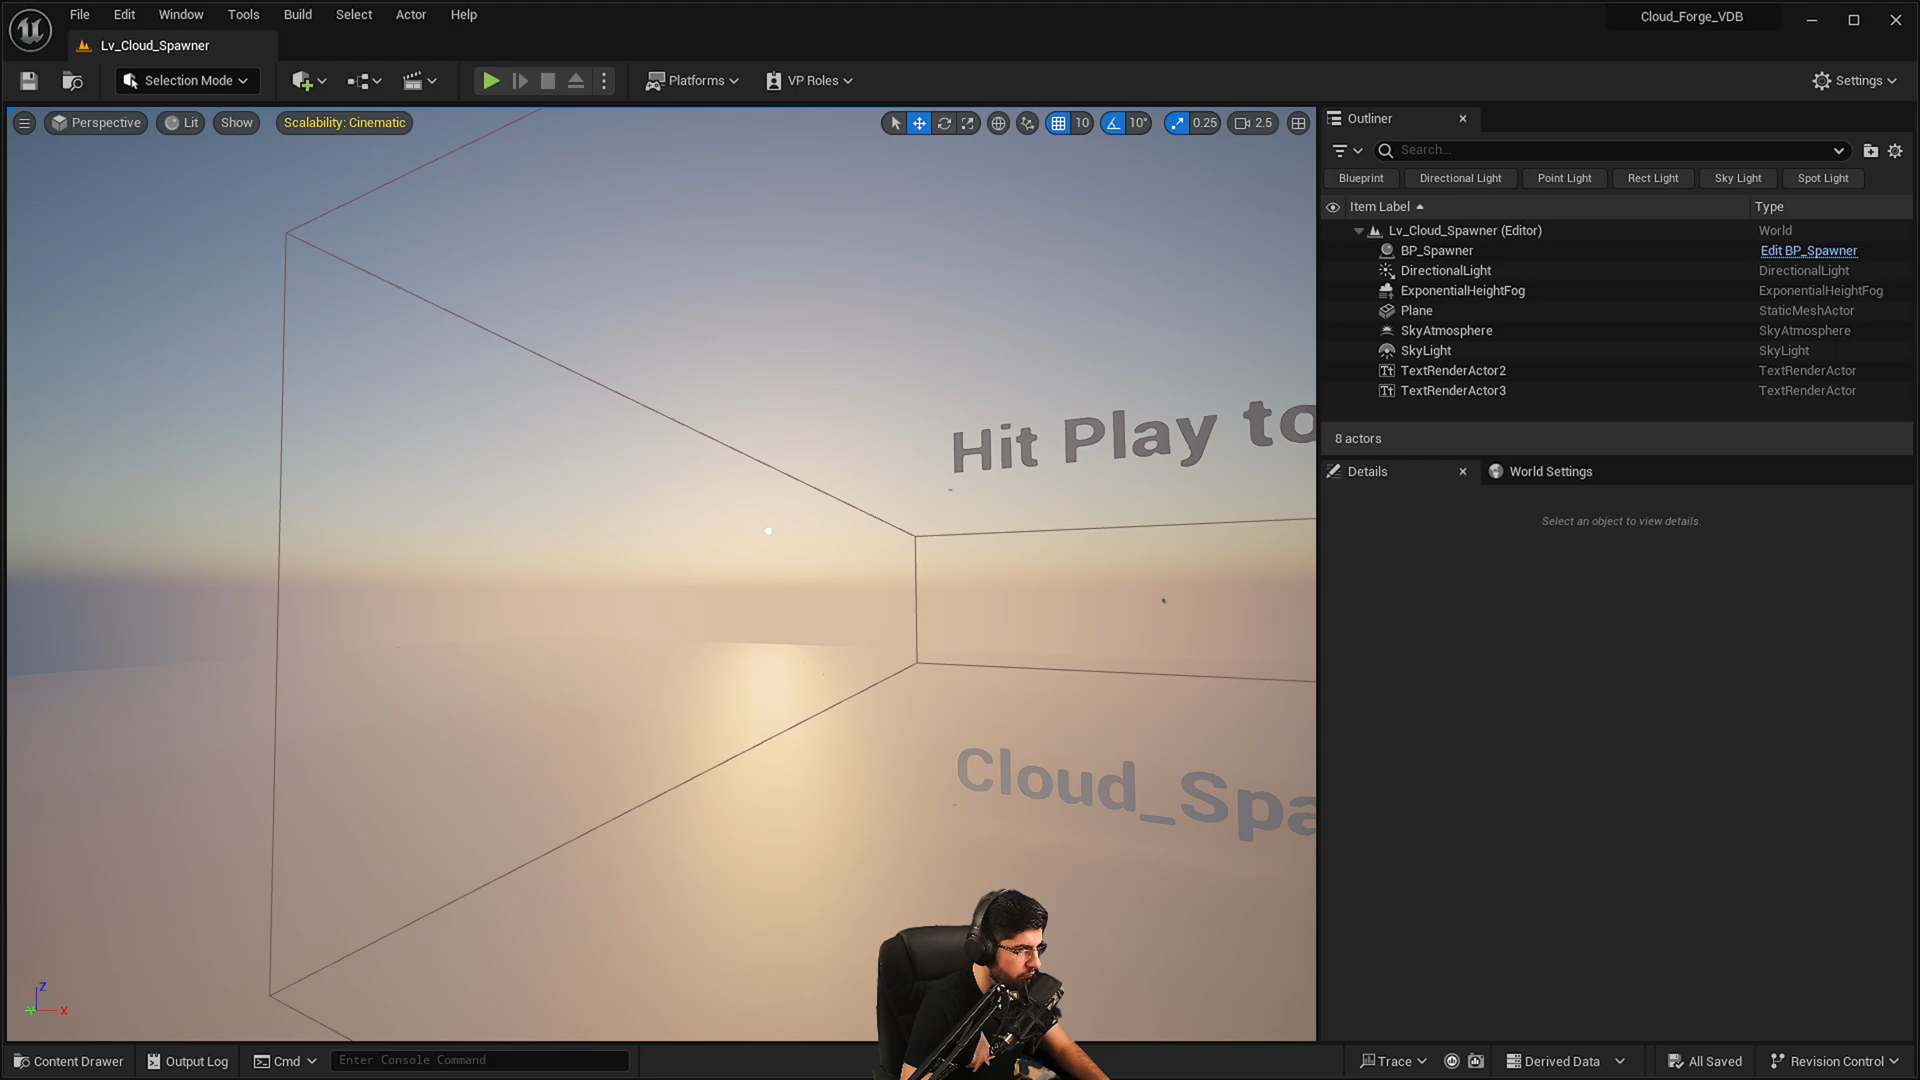 File Edit Window Tools Build Select Actor Help
Cloud_Forge_VDB
Lv_Cloud_Spawner
Selection Mode
Platforms
VP Roles
Settings
Perspective
Lit
Show
Scalability: Cinematic
10
10°
0.25
2.5
Outliner
Search...
Blueprint
Directional Light
Point Light
Rect Light
Sky Light
Spot Light
Item Label
Type
Lv_Cloud_Spawner (Editor) World
BP_Spawner Edit BP_Spawner
DirectionalLight DirectionalLight
ExponentialHeightFog ExponentialHeightFog
Plane StaticMeshActor
SkyAtmosphere SkyAtmosphere
SkyLight SkyLight
TextRenderActor2 TextRenderActor
TextRenderActor3 TextRenderActor
8 actors
Details
World Settings
Select an object to view details.
Hit Play to
Cloud_Spa
Z
X
Content Drawer
Output Log
Cmd
Enter Console Command
Trace
Derived Data
All Saved
Revision Control